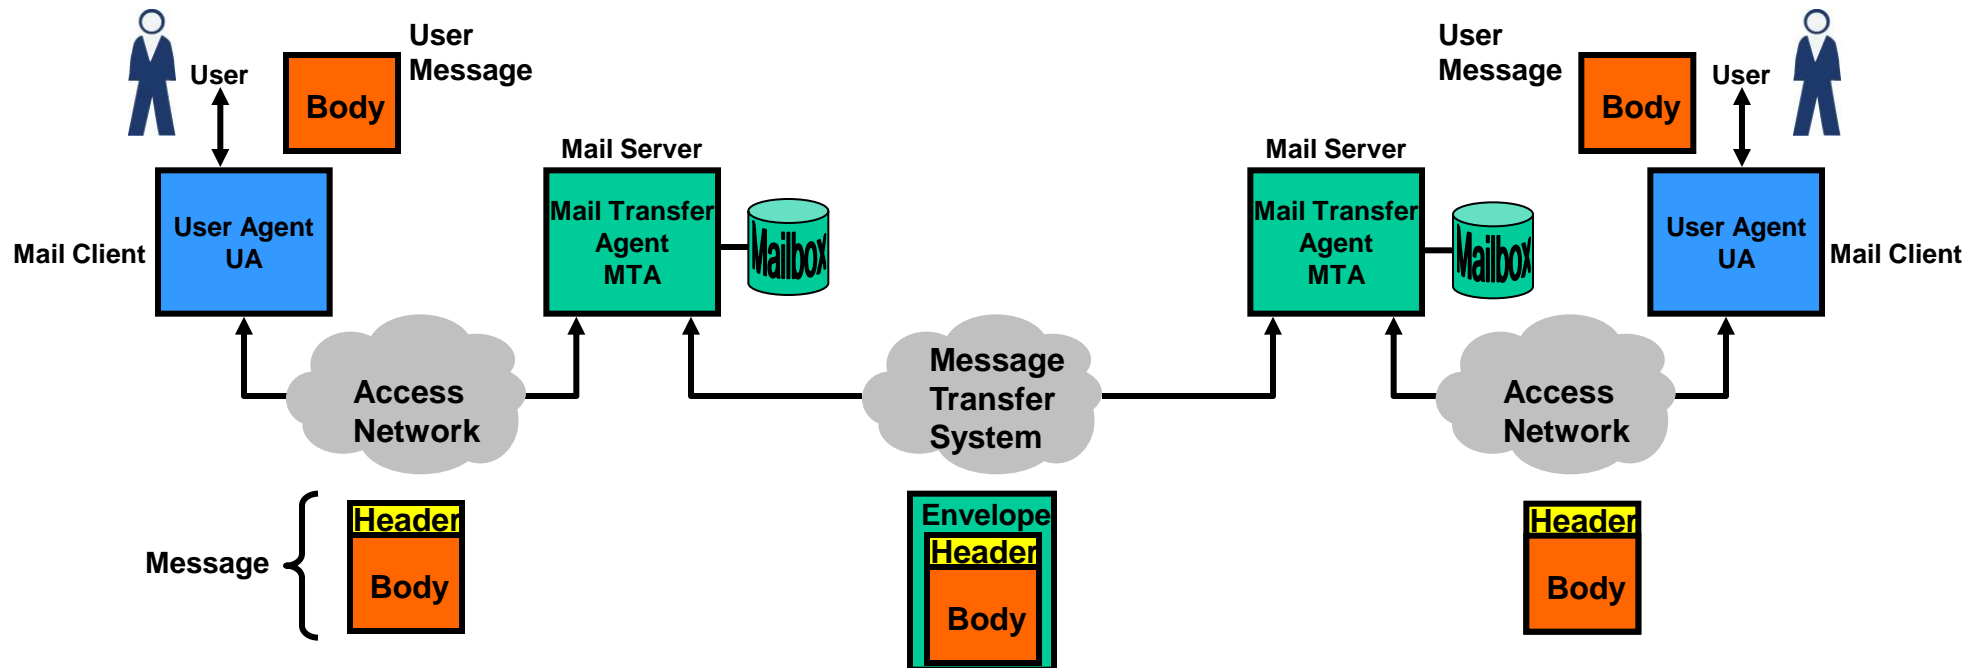 User
Message
User
Body
Mail Server
Mail Client
User Agent
UA
Mail Transfer
Agent
MTA
Mailbox
User
Message
User
Body
Mail Server
Mail Transfer
Agent
MTA
Mailbox
User Agent
UA
Mail Client
Access
Network
Message
Transfer
System
Access
Network
Message
Header
Body
Envelope
Header
Body
Header
Body